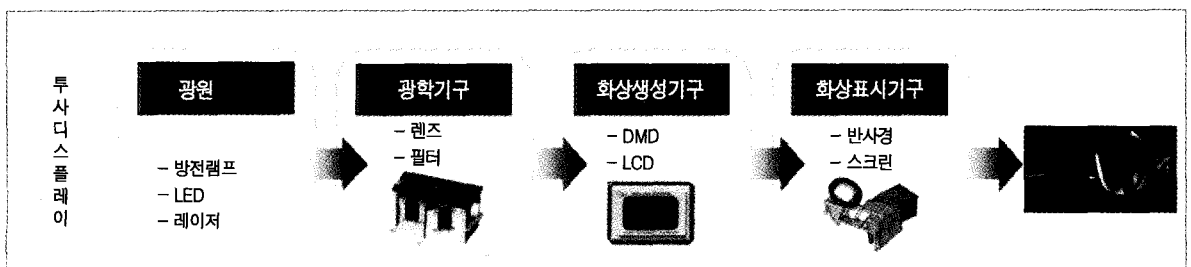 투사디스플레이
광원
- 방전램프
- LED
- 레이저
광학기구
- 렌즈
- 필터
화상생성기구
- DMD
- LCD
화상표시기구
- 반사경
- 스크린